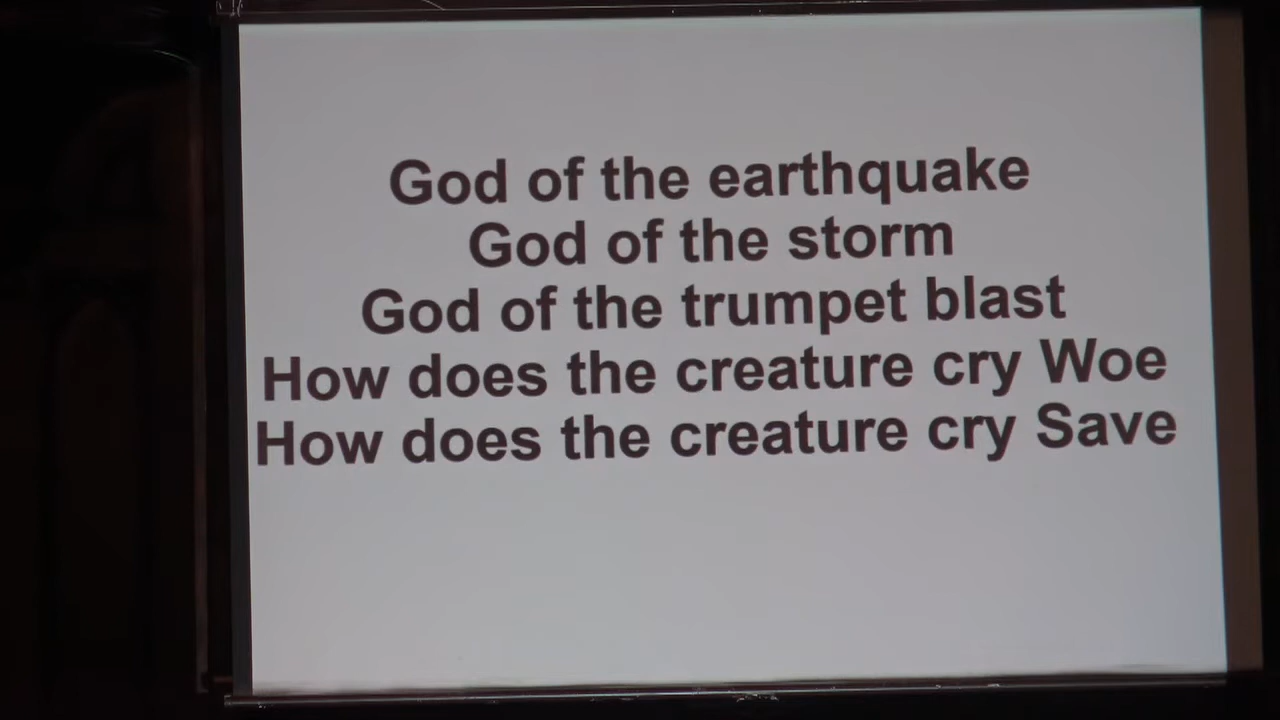 God of the earthquake
God of the storm
God of the trumpet blast
How does the creature cry Woe
How does the creature cry Save